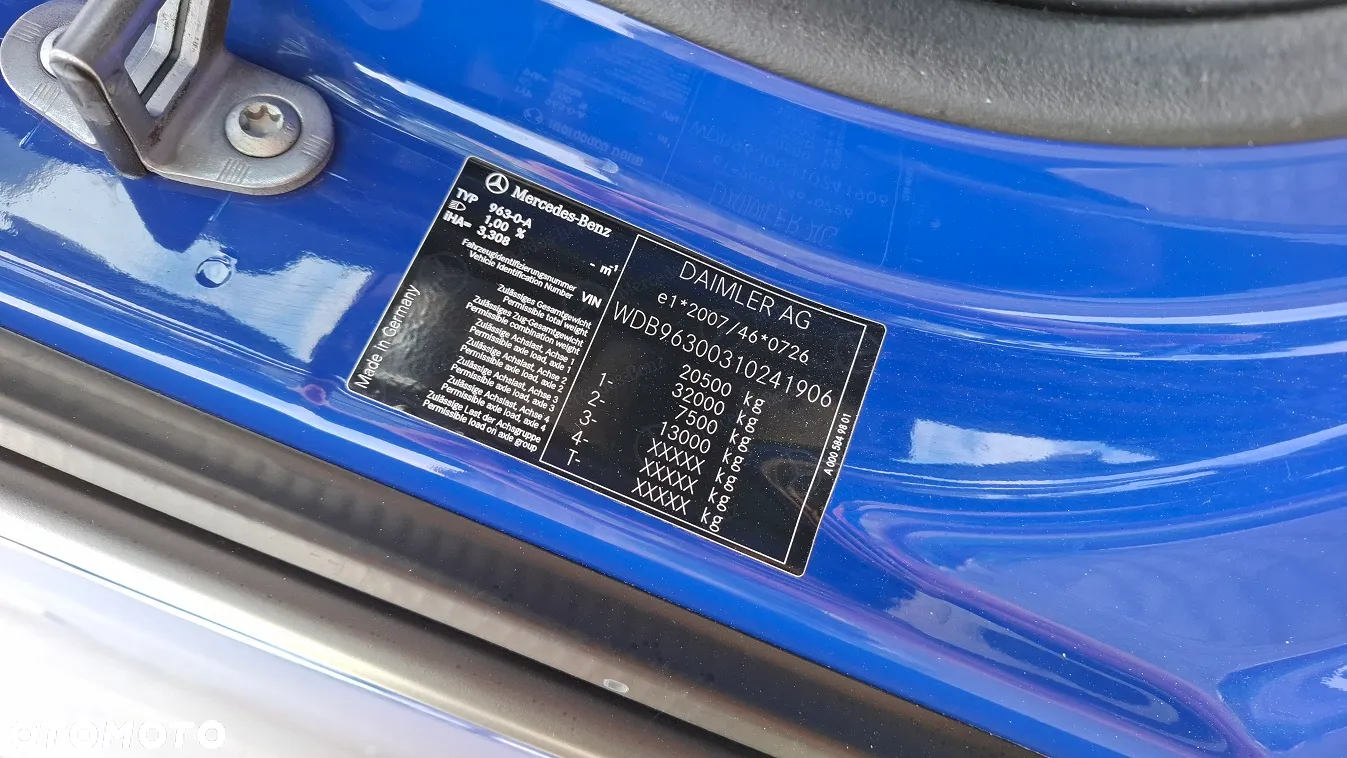 Mercedes-Benz
TYP 963-0-A
1,00 %
IHA= 3,308
- m-1
Fahrzeugidentifizierungsnummer
Vehicle Identification Number VIN
Zulässiges Gesamtgewicht
Permissible total weight
Zulässiges Zug-Gesamtgewicht
Permissible combination weight
Zulässige Achslast, Achse 1
Permissible axle load, axle 1
Zulässige Achslast, Achse 2
Permissible axle load, axle 2
Zulässige Achslast, Achse 3
Permissible axle load, axle 3
Zulässige Achslast, Achse 4
Permissible axle load, axle 4
Zulässige Last der Achsgruppe
Permissible load on axle group
Made in Germany
DAIMLER AG
e1*2007/46*0726
WDB96300310241906
20500 kg
32000 kg
1- 7500 kg
2- 13000 kg
3- XXXXX kg
4- XXXXX kg
T- XXXXX kg
A 000 584 98 01
OTOMOTO